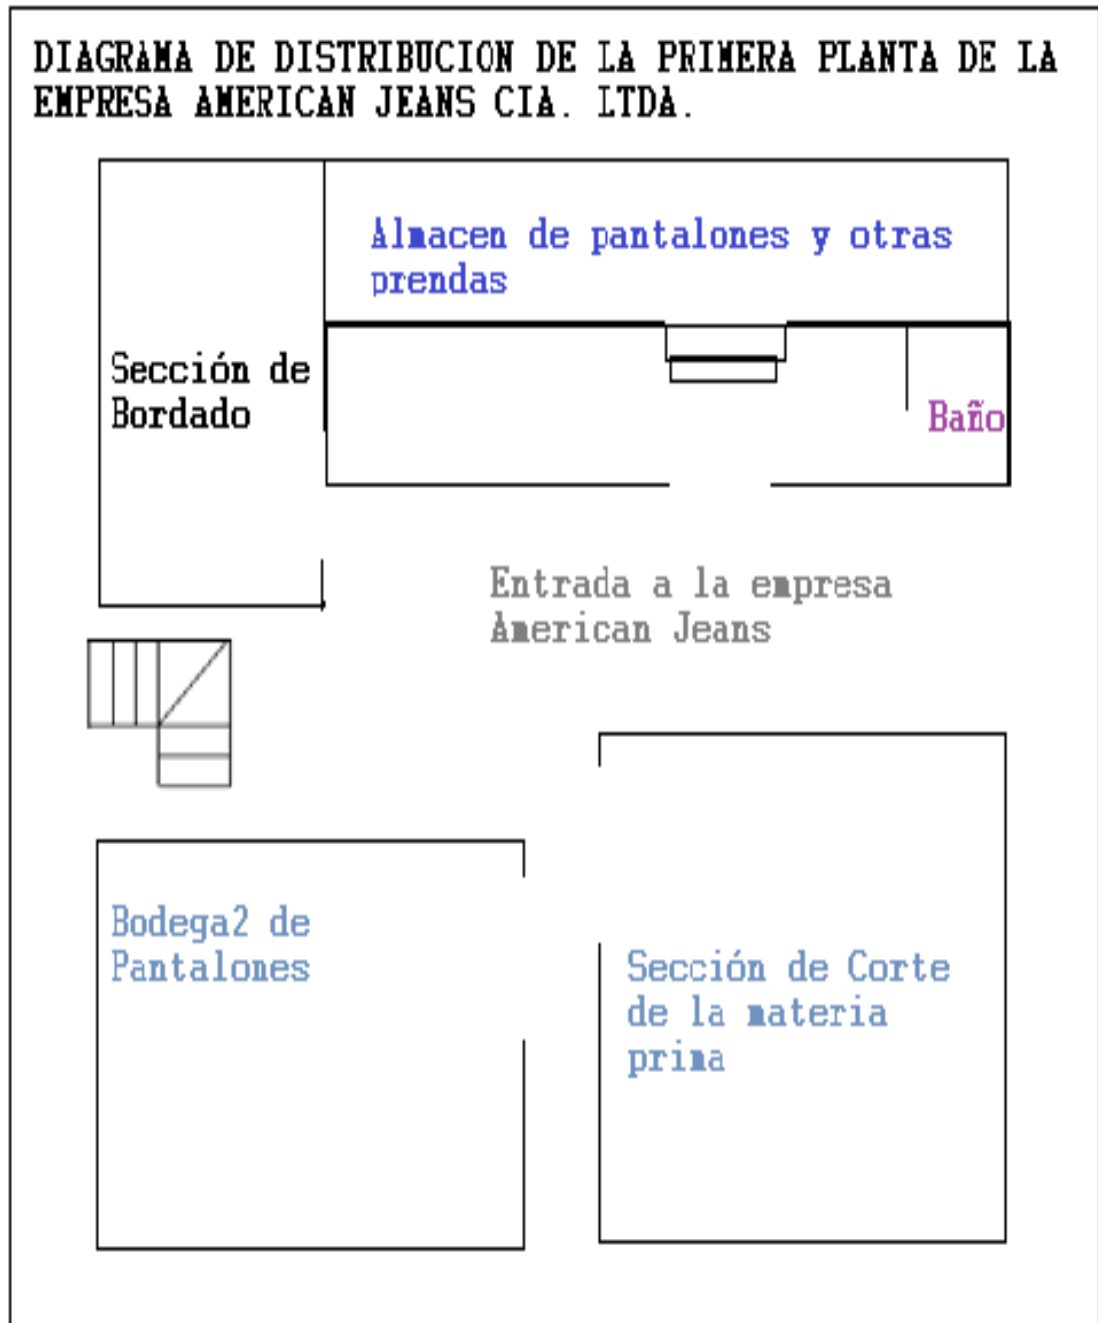 DIAGRAMA DE DISTRIBUCION DE LA PRIMERA PLANTA DE LA
EMPRESA AMERICAN JEANS CIA. LTDA.
Almacen de pantalones y otras
prendas
Sección de
Bordado
Baño
Entrada a la empresa
American Jeans
Bodega2 de
Pantalones
Sección de Corte
de la materia
prima